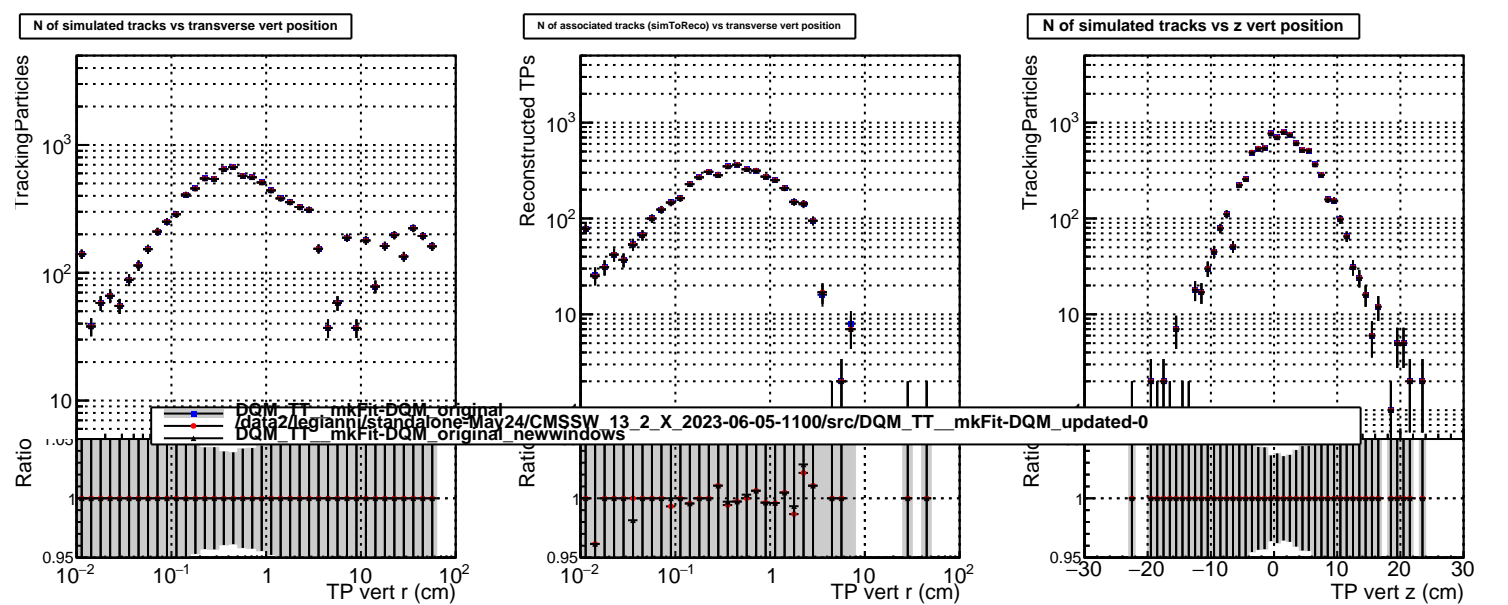 N of simulated tracks vs transverse vert position
N of associated tracks (simToReco) vs transverse vert position
N of simulated tracks vs z vert position
TrackingParticles
10³
10²
10
Reconstructed TPs
10³
10²
10
TrackingParticles
10³
10²
10
DQM_TT__mkFit-DQM_original
/data2/legianni/standalone-May24/CMSSW_13_2_X_2023-06-05-1100/src/DQM_TT__mkFit-DQM_updated-0
DQM_TT__mkFit-DQM_original_newwindows
Ratio
1.05
1
0.95
10⁻² 10⁻¹ 1 10 10²
TP vert r (cm)
Ratio
1
0.95
10⁻² 10⁻¹ 1 10 10²
TP vert r (cm)
Ratio
1
0.95
−30 −20 −10 0 10 20 30
TP vert z (cm)